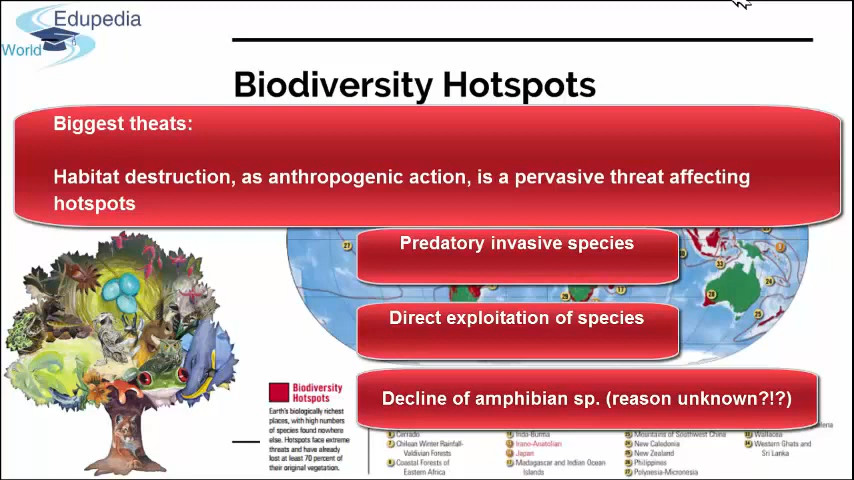 Edupedia
World
Biodiversity Hotspots
Biggest theats:
Habitat destruction, as anthropogenic action, is a pervasive threat affecting
hotspots
Predatory invasive species
Direct exploitation of species
Decline of amphibian sp. (reason unknown?!?)
Biodiversity
Hotspots
Earth's biologically richest
places, with high numbers
of species found nowhere
else. Hotspots face extreme
threats and have already
lost at least 70 percent of
their original vegetation.
Cerrado
Chilean Winter Rainfall-
Valdivian Forests
Coastal Forests of
Eastern Africa
Indo-Burma
Irano-Anatolian
Japan
Madagascar and Indian Ocean
Islands
Mountains of Southwest China
New Caledonia
New Zealand
Philippines
Polynesia-Micronesia
Wallacea
Western Ghats and
Sri Lanka